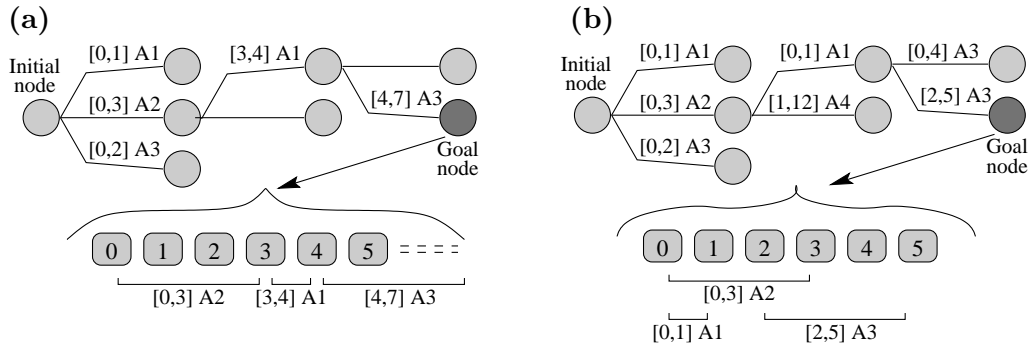 (a)
Initial
node
[0,1] A1
[0,3] A2
[0,2] A3
[3,4] A1
[4,7] A3
Goal
node
0 1 2 3 4 5
[0,3] A2 [3,4] A1 [4,7] A3
(b)
Initial
node
[0,1] A1
[0,3] A2
[0,2] A3
[0,1] A1
[1,12] A4
[0,4] A3
[2,5] A3
Goal
node
0 1 2 3 4 5
[0,3] A2
[0,1] A1 [2,5] A3